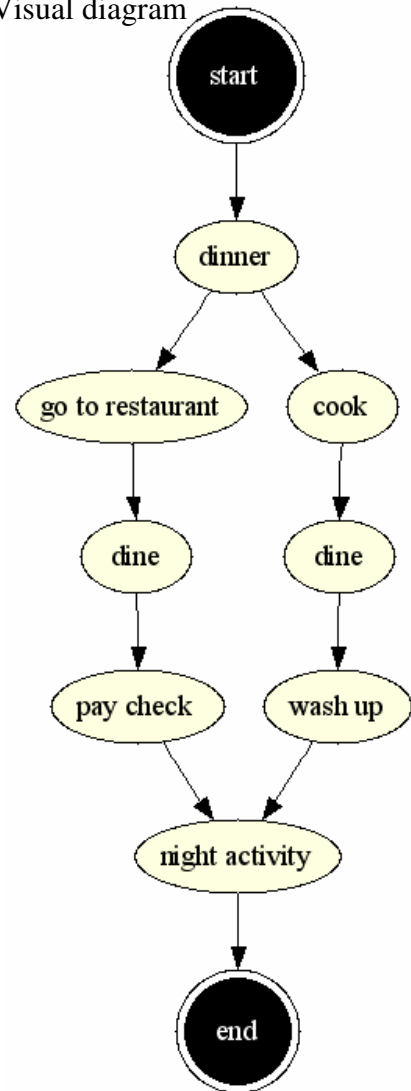 Visual diagram
start
dinner
go to restaurant
cook
dine
dine
pay check
wash up
night activity
end